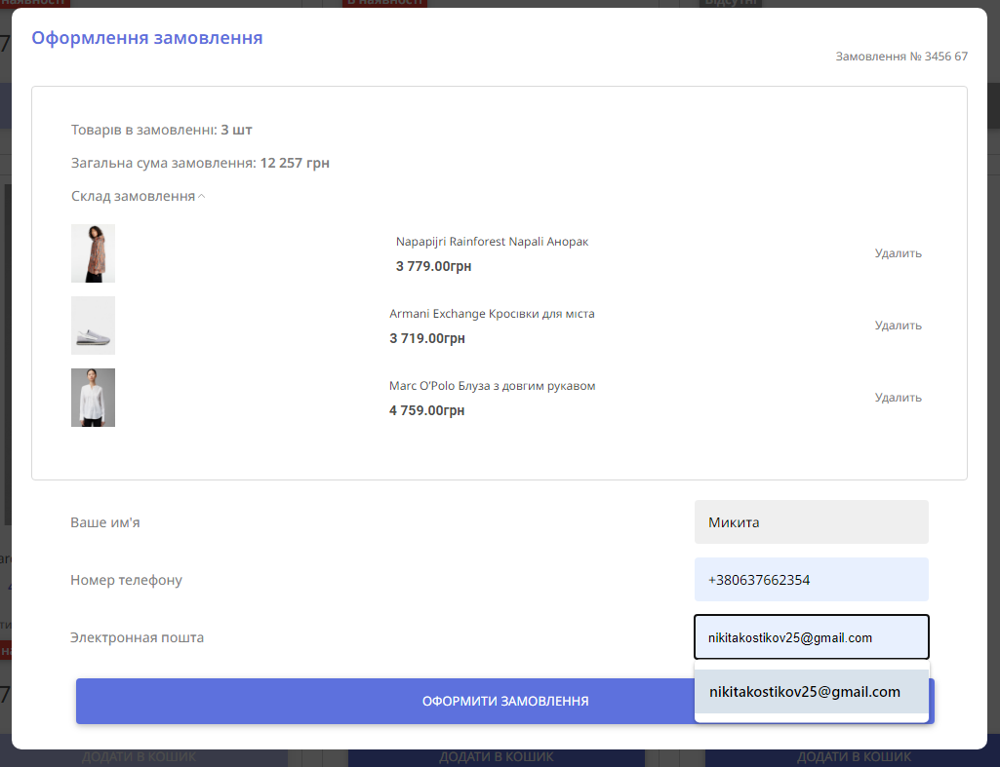 Оформлення замовлення
Замовлення № 3456 67
Товарів в замовленні: 3 шт
Загальна сума замовлення: 12 257 грн
Склад замовлення
Napapijri Rainforest Napali Анорак
3 779.00грн
Удалить
Armani Exchange Кросівки для міста
3 719.00грн
Удалить
Marc O'Polo Блуза з довгим рукавом
4 759.00грн
Удалить
Ваше им'я
Микита
Номер телефону
+380637662354
Электронная пошта
nikitakostikov25@gmail.com
nikitakostikov25@gmail.com
ОФОРМИТИ ЗАМОВЛЕННЯ
ДОДАТИ В КОШИК
ДОДАТИ В КОШИК
ДОДАТИ В КОШИК